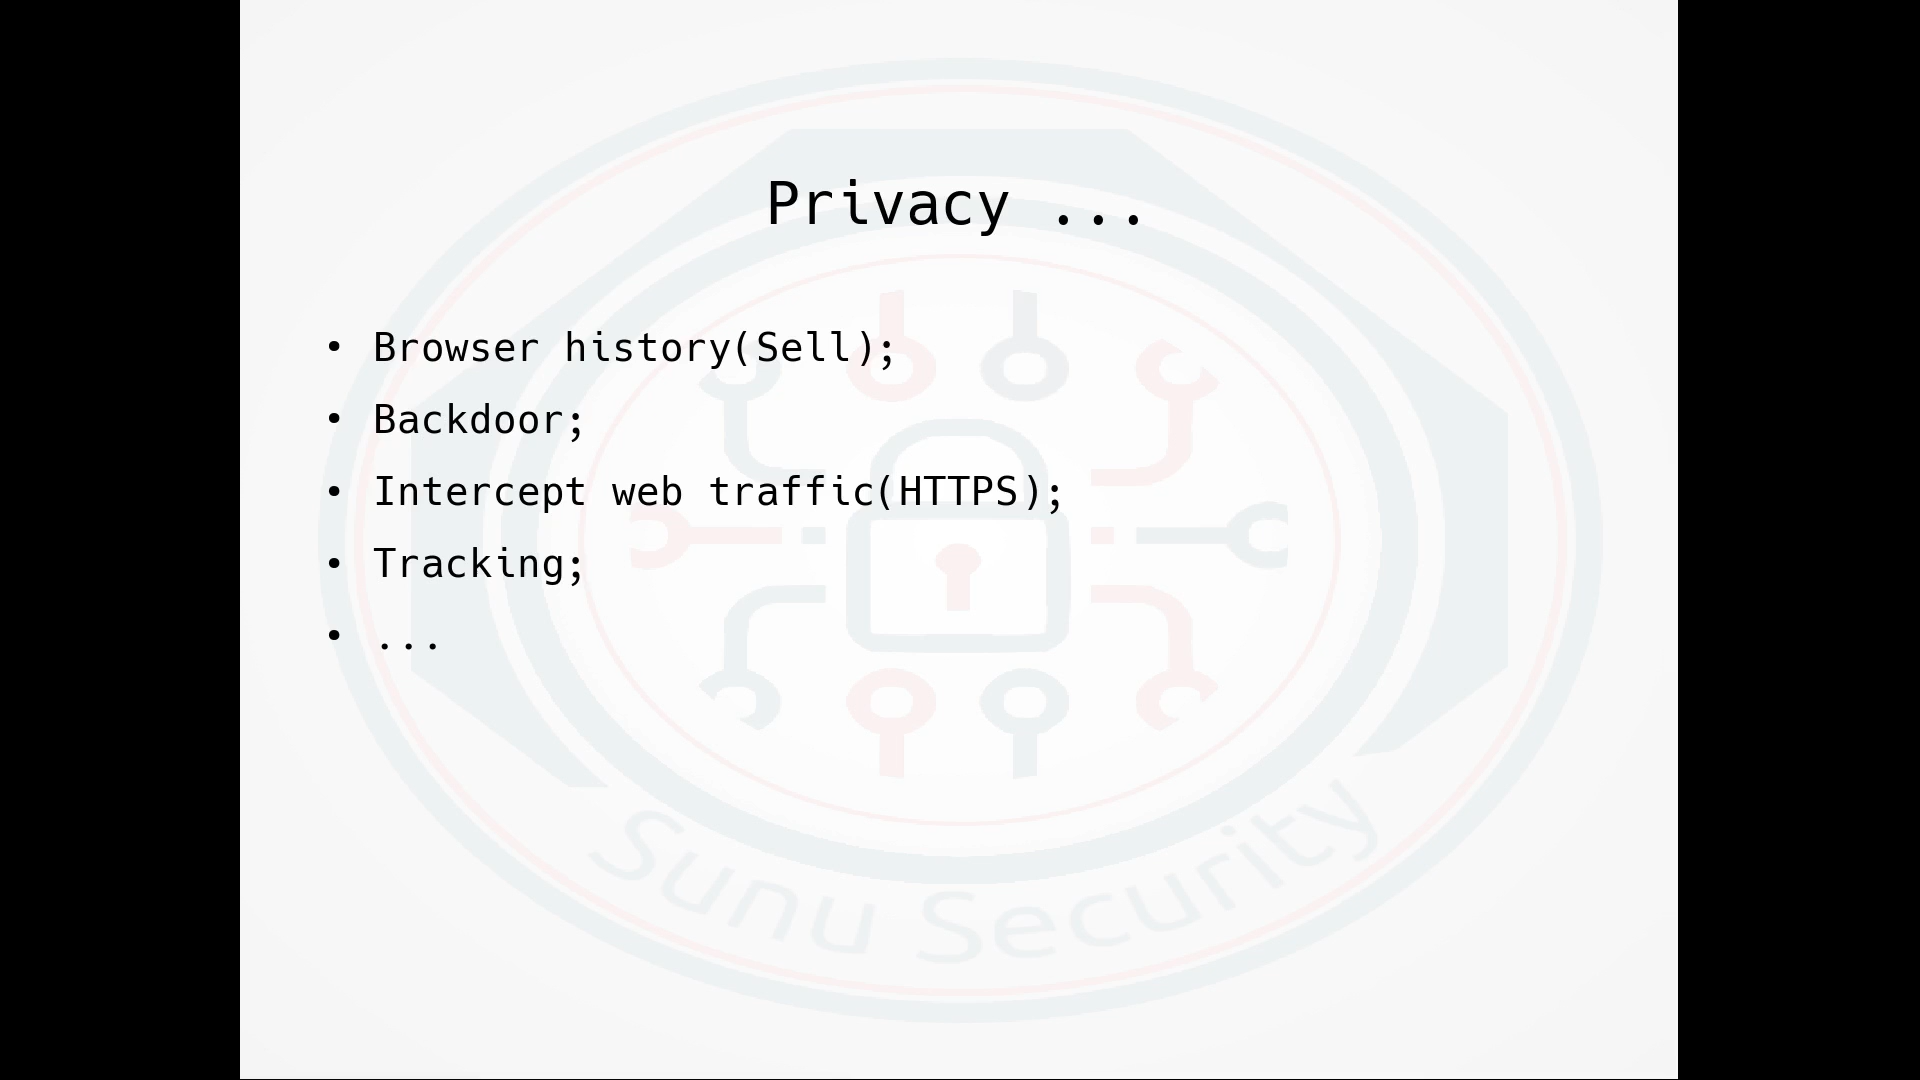 Privacy ...
• Browser history(Sell);
• Backdoor;
• Intercept web traffic(HTTPS);
• Tracking;
• ...
Sunu Security